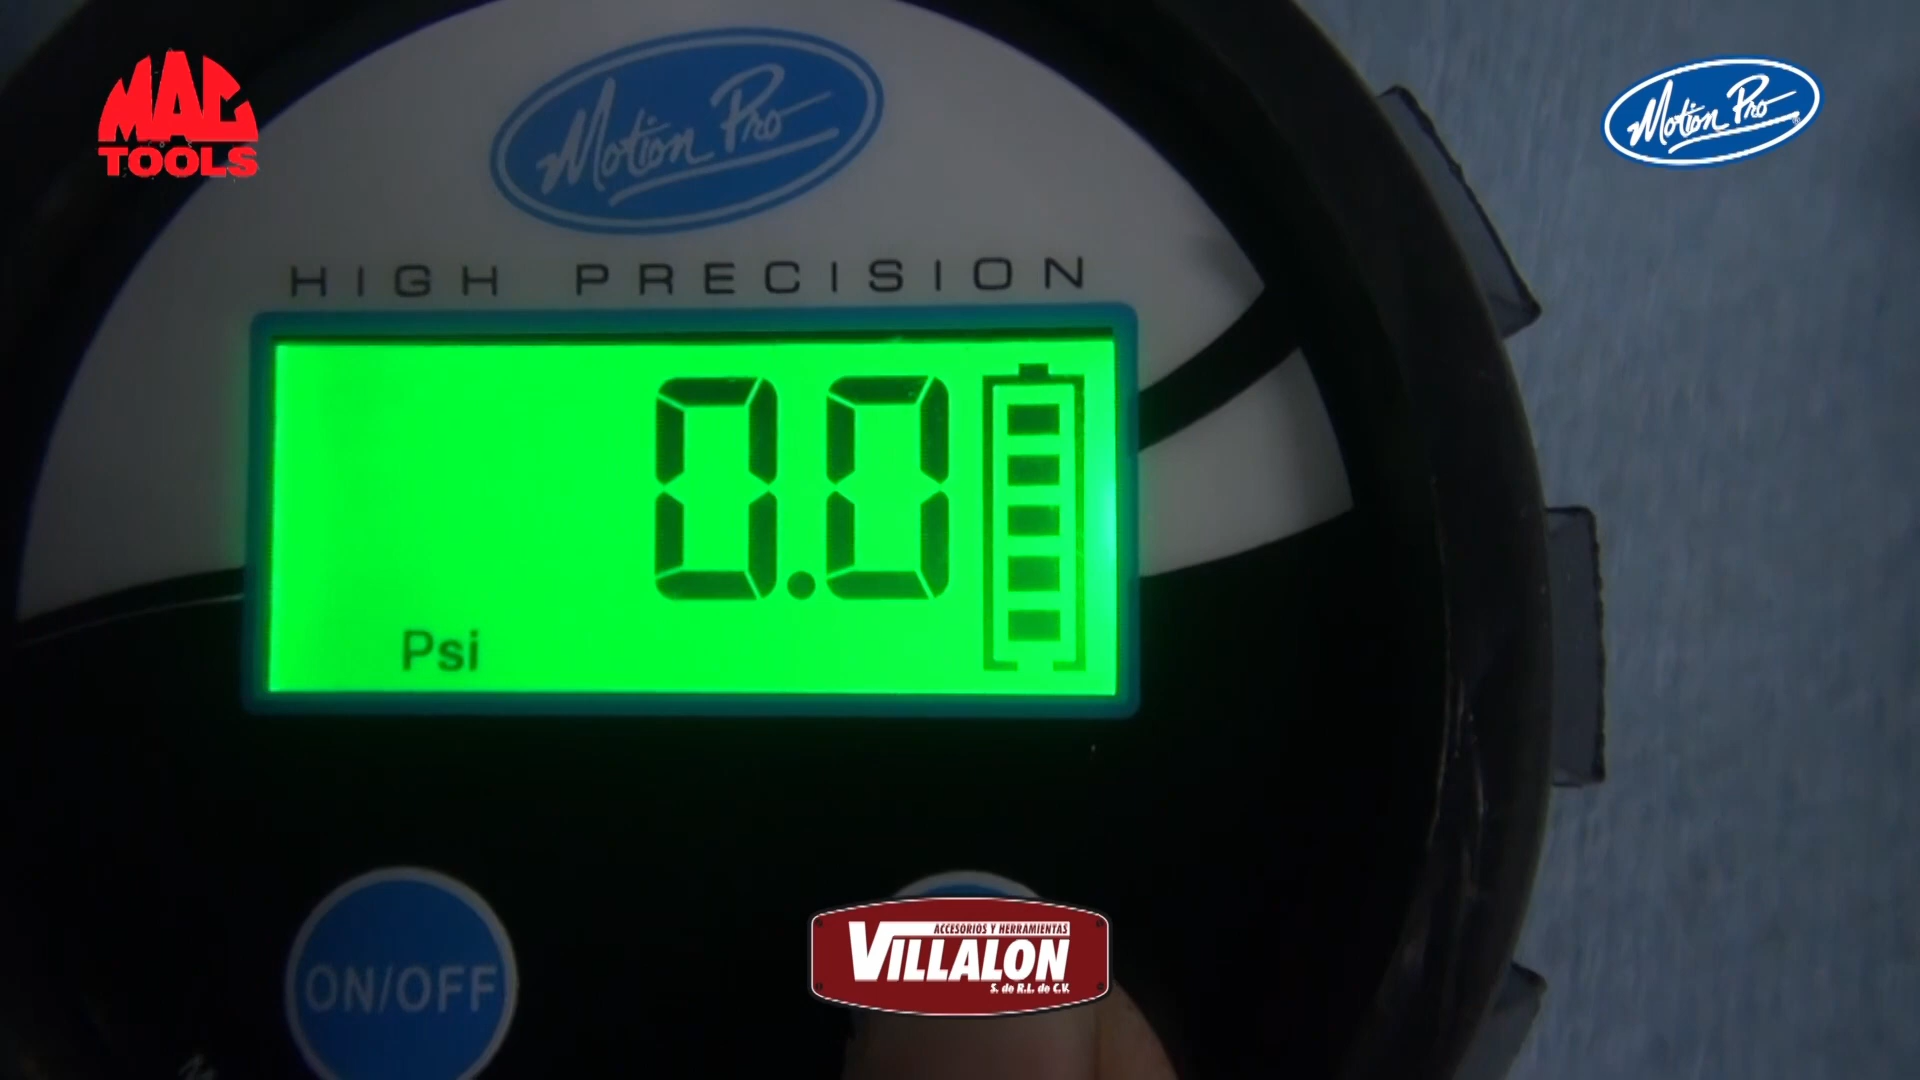 MAC
TOOLS
Motion Pro
Motion Pro
HIGH PRECISION
0.0
Psi
ON/OFF
ACCESORIOS Y HERRAMIENTAS
VILLALON
S. de R.L. de C.V.